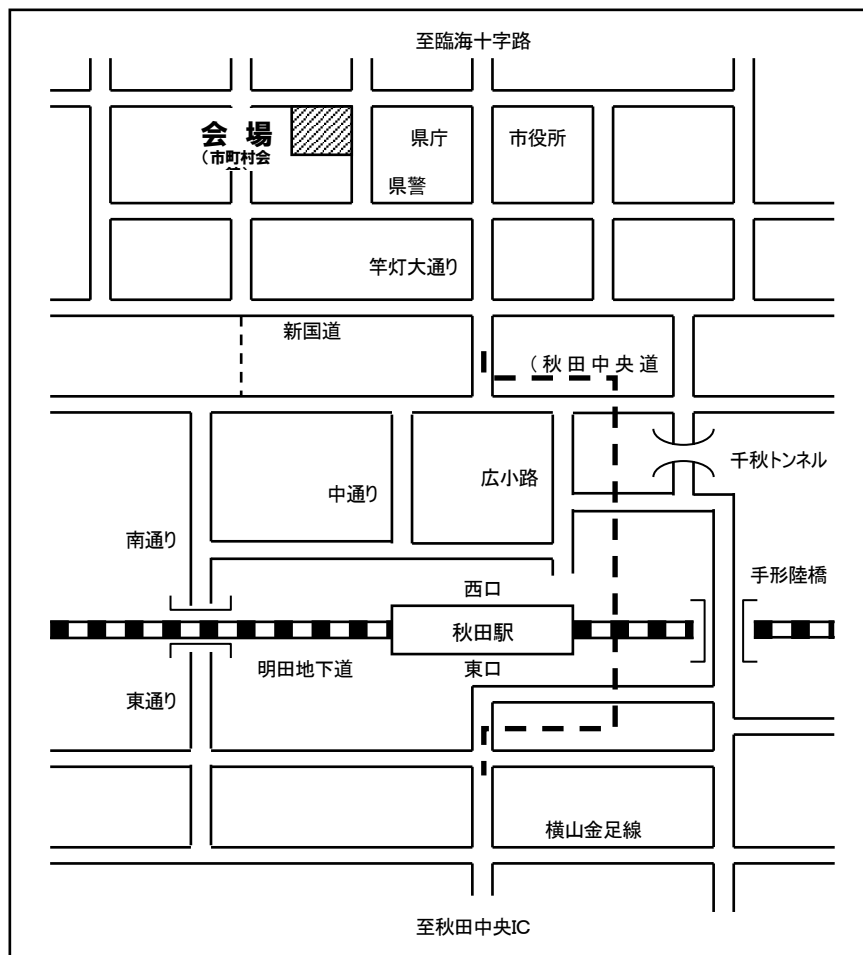 至臨海十字路
会 場
(市町村会
県庁
市役所
県警
竿灯大通り
新国道
(秋田中央道
千秋トンネル
広小路
中通り
南通り
手形陸橋
西口
秋田駅
東口
明田地下道
東通り
横山金足線
至秋田中央IC